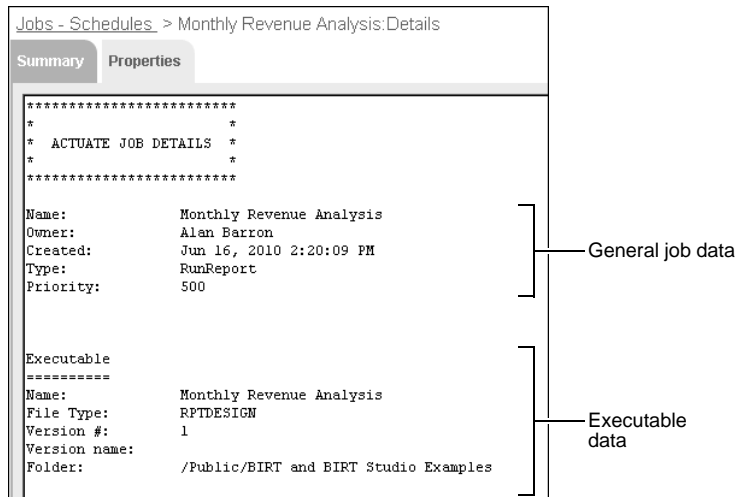 Jobs - Schedules > Monthly Revenue Analysis:Details
Summary Properties
*************************
* *
* ACTUATE JOB DETAILS *
* *
*************************
Name: Monthly Revenue Analysis
Owner: Alan Barron
Created: Jun 16, 2010 2:20:09 PM
Type: RunReport
Priority: 500
General job data
Executable
==========
Name: Monthly Revenue Analysis
File Type: RPTDESIGN
Version #: 1
Version name:
Folder: /Public/BIRT and BIRT Studio Examples
Executable
data